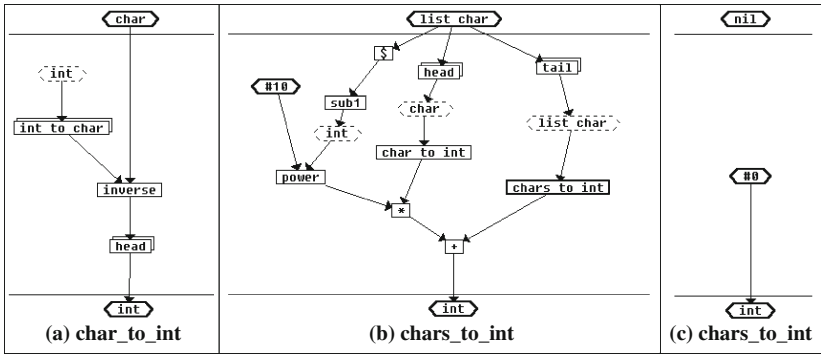 char
int
int to char
inverse
head
int
(a) char_to_int
list char
$
#10
head
tail
sub1
char
int
list char
char to int
power
chars to int
*
+
int
(b) chars_to_int
nil
#0
int
(c) chars_to_int